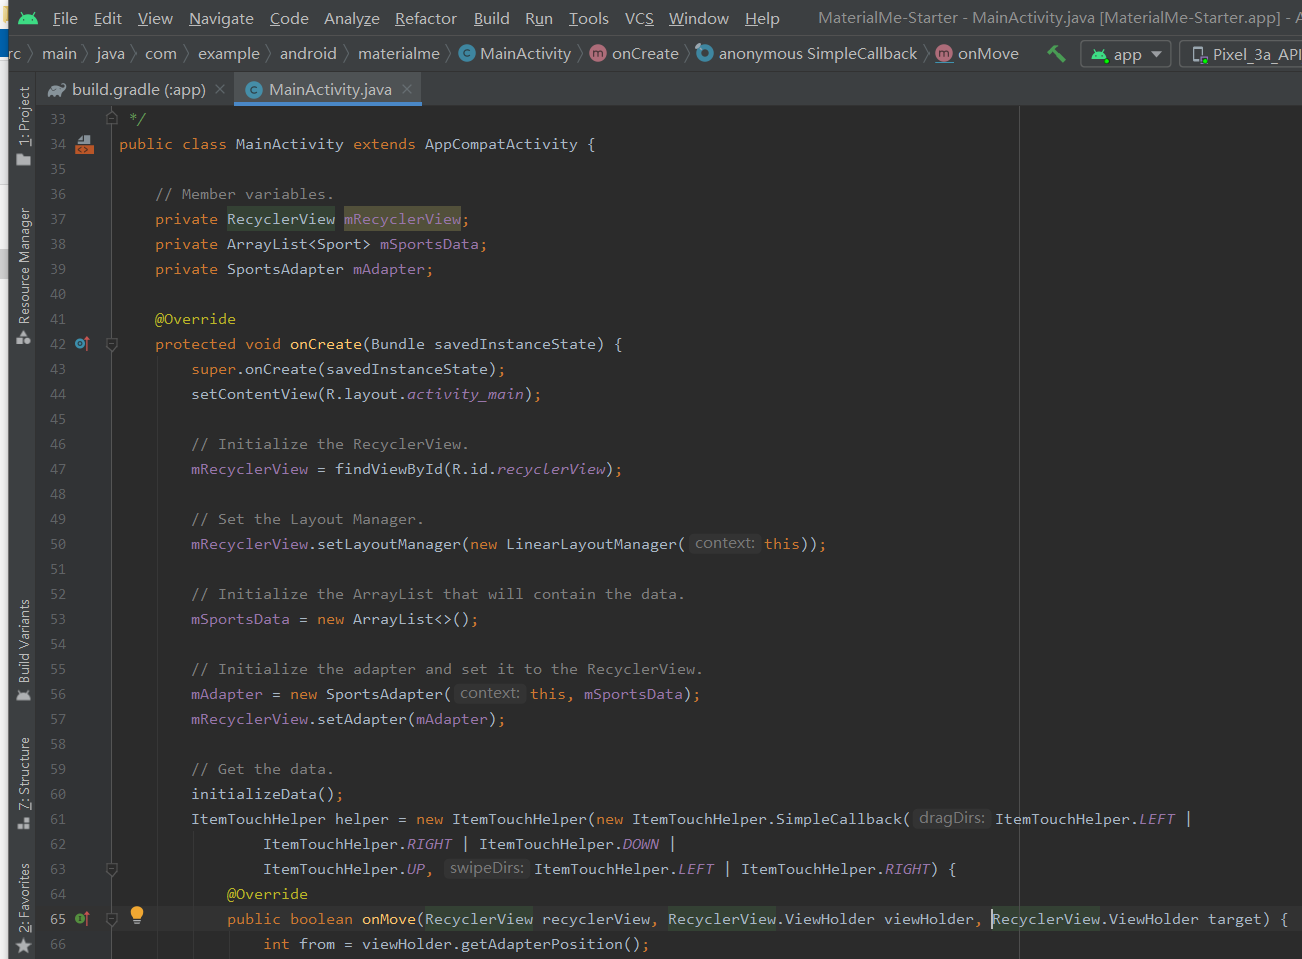 File Edit View Navigate Code Analyze Refactor Build Run Tools VCS Window Help MaterialMe-Starter - MainActivity.java [MaterialMe-Starter.app] - A
rc main java com example android materialme MainActivity onCreate anonymous SimpleCallback onMove app Pixel_3a_API
build.gradle (:app) MainActivity.java
1: Project
Resource Manager
Build Variants
Z: Structure
2: Favorites
33 */
34 public class MainActivity extends AppCompatActivity {
35
36 // Member variables.
37 private RecyclerView mRecyclerView;
38 private ArrayList<Sport> mSportsData;
39 private SportsAdapter mAdapter;
40
41 @Override
42 protected void onCreate(Bundle savedInstanceState) {
43 super.onCreate(savedInstanceState);
44 setContentView(R.layout.activity_main);
45
46 // Initialize the RecyclerView.
47 mRecyclerView = findViewById(R.id.recyclerView);
48
49 // Set the Layout Manager.
50 mRecyclerView.setLayoutManager(new LinearLayoutManager( context: this));
51
52 // Initialize the ArrayList that will contain the data.
53 mSportsData = new ArrayList<>();
54
55 // Initialize the adapter and set it to the RecyclerView.
56 mAdapter = new SportsAdapter( context: this, mSportsData);
57 mRecyclerView.setAdapter(mAdapter);
58
59 // Get the data.
60 initializeData();
61 ItemTouchHelper helper = new ItemTouchHelper(new ItemTouchHelper.SimpleCallback( dragDirs: ItemTouchHelper.LEFT |
62 ItemTouchHelper.RIGHT | ItemTouchHelper.DOWN |
63 ItemTouchHelper.UP, swipeDirs: ItemTouchHelper.LEFT | ItemTouchHelper.RIGHT) {
64 @Override
65 public boolean onMove(RecyclerView recyclerView, RecyclerView.ViewHolder viewHolder, RecyclerView.ViewHolder target) {
66 int from = viewHolder.getAdapterPosition();